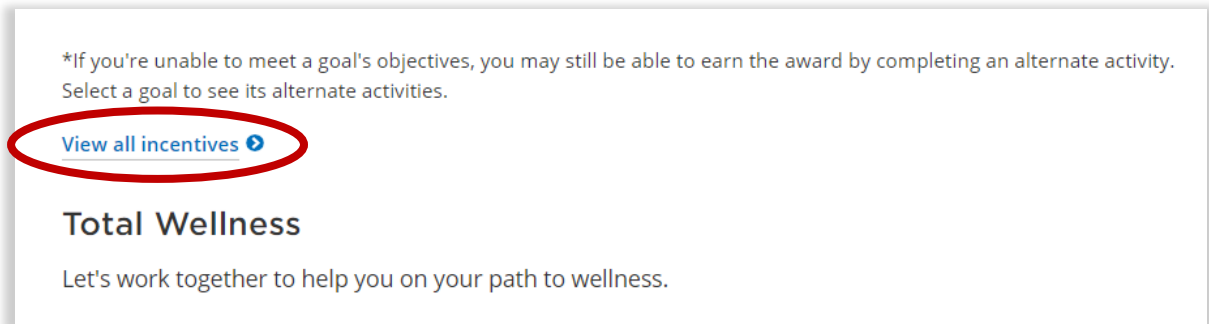 *If you're unable to meet a goal's objectives, you may still be able to earn the award by completing an alternate activity.
Select a goal to see its alternate activities.
View all incentives
Total Wellness
Let's work together to help you on your path to wellness.